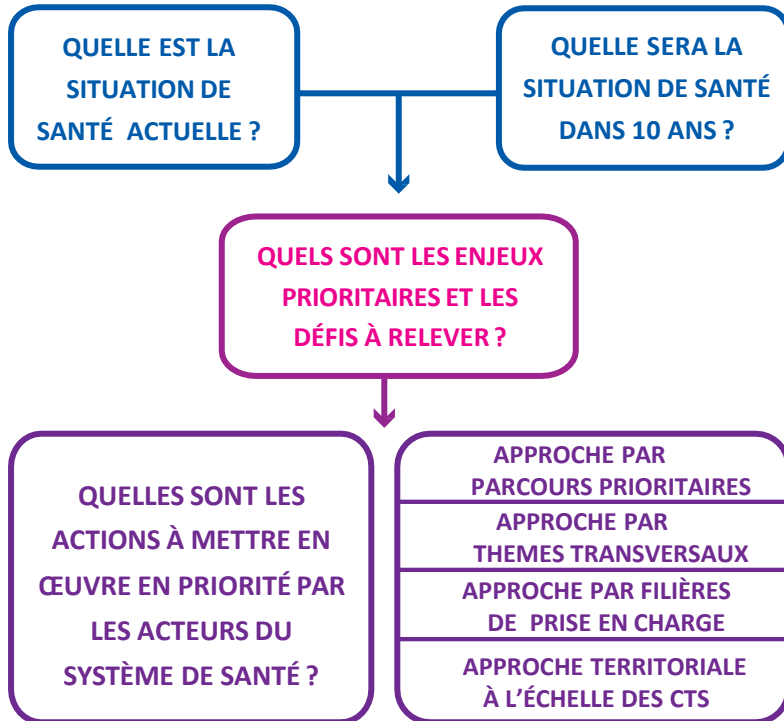 QUELLE EST LA
SITUATION DE
SANTÉ ACTUELLE ?
QUELLE SERA LA
SITUATION DE SANTÉ
DANS 10 ANS ?
QUELS SONT LES ENJEUX
PRIORITAIRES ET LES
DÉFIS À RELEVER ?
QUELLES SONT LES
ACTIONS À METTRE EN
ŒUVRE EN PRIORITÉ PAR
LES ACTEURS DU
SYSTÈME DE SANTÉ ?
APPROCHE PAR
PARCOURS PRIORITAIRES
APPROCHE PAR
THEMES TRANSVERSAUX
APPROCHE PAR FILIÈRES
DE PRISE EN CHARGE
APPROCHE TERRITORIALE
À L’ÉCHELLE DES CTS